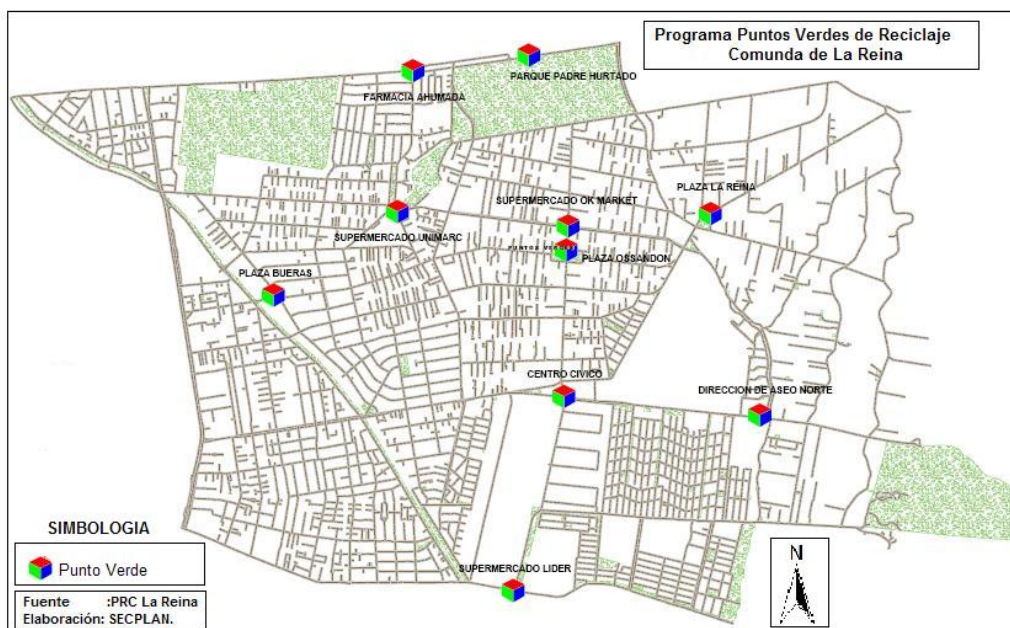 Programa Puntos Verdes de Reciclaje
Comunda de La Reina
PARQUE PADRE HURTADO
FARMACIA AHUMADA
PLAZA LA REINA
SUPERMERCADO OK MARKET
SUPERMERCADO UNIMARC
PUNTOS VERDES
PLAZA OSSANDON
PLAZA BUERAS
CENTRO CIVICO
DIRECCION DE ASEO NORTE
SUPERMERCADO LIDER
SIMBOLOGIA
Punto Verde
Fuente :PRC La Reina
Elaboración: SECPLAN.
N